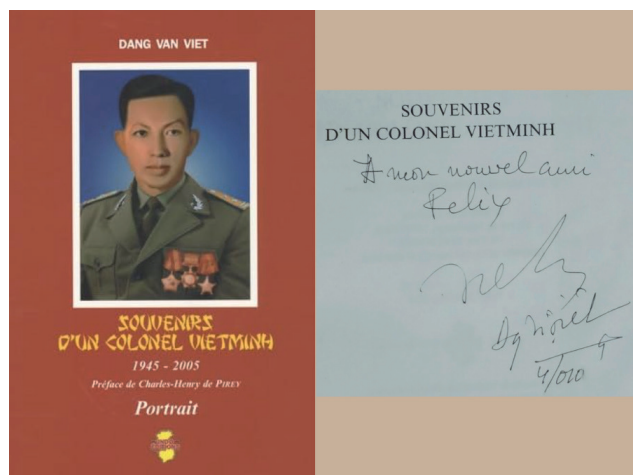 DANG VAN VIET
SOUVENIRS
D'UN COLONEL VIETMINH
1945 - 2005
Préface de Charles-Henry de PIREY
Portrait
SOUVENIRS
D'UN COLONEL VIETMINH
A mon nouvel ami
Felix